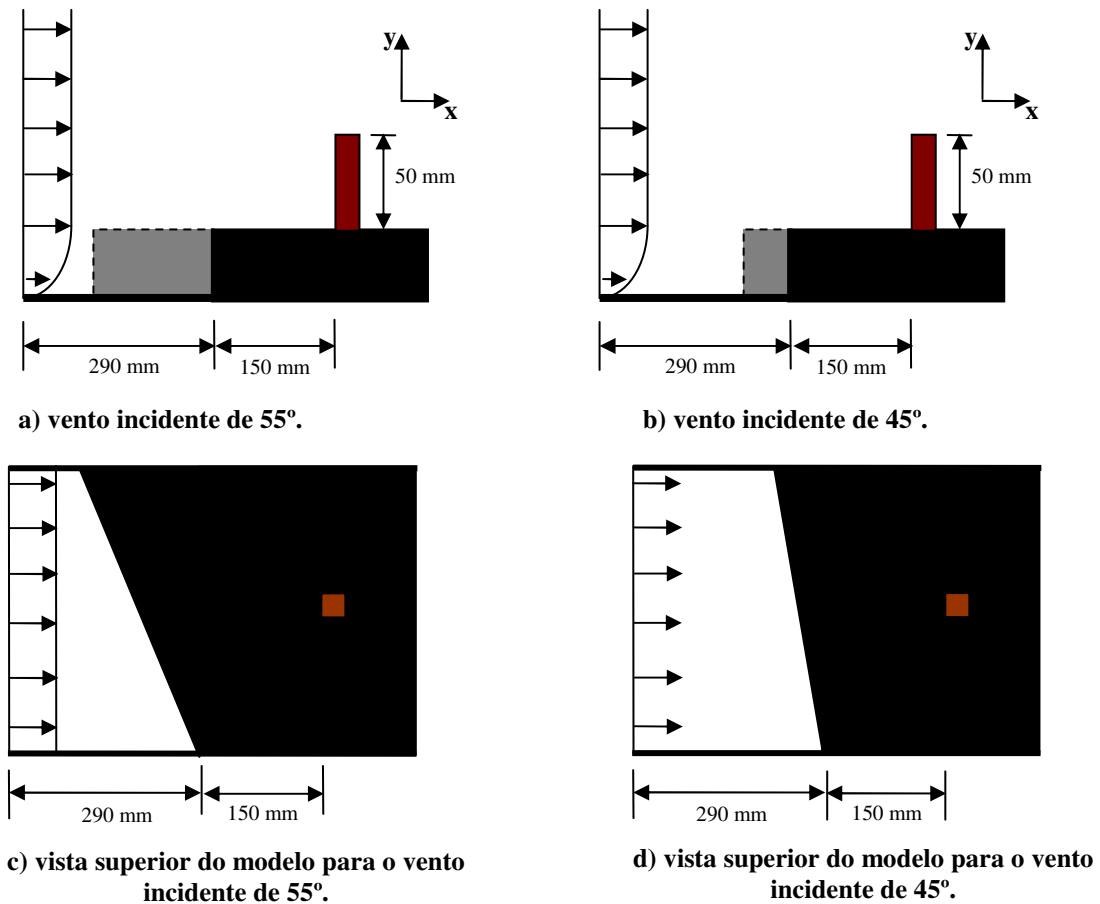 y
x
50 mm
290 mm
150 mm
a) vento incidente de 55º.
y
x
50 mm
290 mm
150 mm
b) vento incidente de 45º.
290 mm
150 mm
c) vista superior do modelo para o vento
incidente de 55º.
290 mm
150 mm
d) vista superior do modelo para o vento
incidente de 45º.